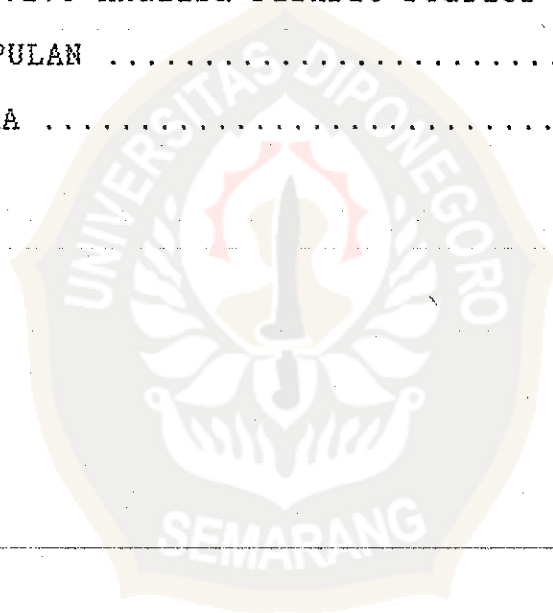 PULAN ..........................
A ..............................
UNIVERSITAS DIPONEGORO
SEMARANG